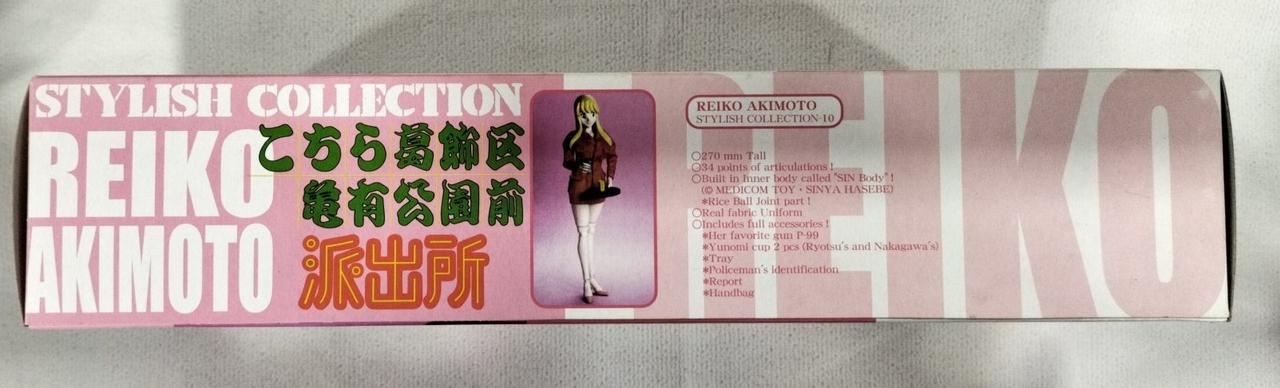 STYLISH COLLECTION
REIKO
AKIMOTO
こちら葛飾区
亀有公園前
派出所
REIKO
REIKO AKIMOTO
STYLISH COLLECTION-10
○270 mm Tall
○34 points of articulations !
○Built in Inner body called "SIN Body" !
(© MEDICOM TOY・SINYA HASEBE)
*Rice Ball Joint part !
○Real fabric Uniform
○Includes full accessories !
*Her favorite gun P-99
*Yunomi cup 2 pcs (Ryotsu's and Nakagawa's)
*Tray
*Policeman's identification
*Report
*Handbag